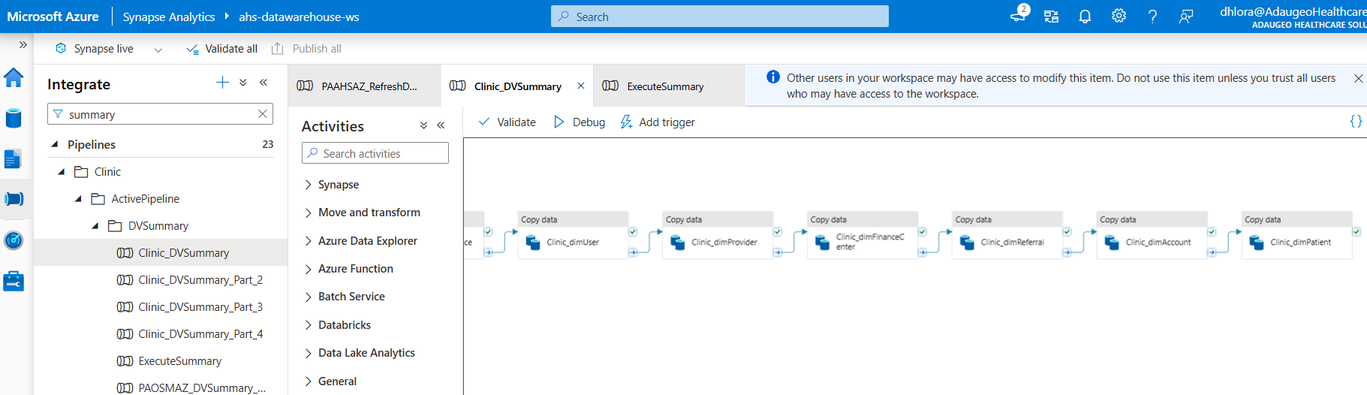 Microsoft Azure
Synapse Analytics
ahs-datawarehouse-ws
Search
2
dhlora@AdaugeoHealthcare
ADAUGEO HEALTHCARE SOLU
Synapse live
Validate all
Publish all
Integrate
summary
Pipelines
23
Clinic
ActivePipeline
DVSummary
Clinic_DVSummary
Clinic_DVSummary_Part_2
Clinic_DVSummary_Part_3
Clinic_DVSummary_Part_4
ExecuteSummary
PAOSMAZ_DVSummary_...
PAAHSAZ_RefreshD...
Clinic_DVSummary
ExecuteSummary
Other users in your workspace may have access to modify this item. Do not use this item unless you trust all users
who may have access to the workspace.
Activities
Search activities
Synapse
Move and transform
Azure Data Explorer
Azure Function
Batch Service
Databricks
Data Lake Analytics
General
Validate
Debug
Add trigger
{}
ce
Copy data
Clinic_dimUser
Copy data
Clinic_dimProvider
Copy data
Clinic_dimFinanceC
enter
Copy data
Clinic_dimReferral
Copy data
Clinic_dimAccount
Copy data
Clinic_dimPatient